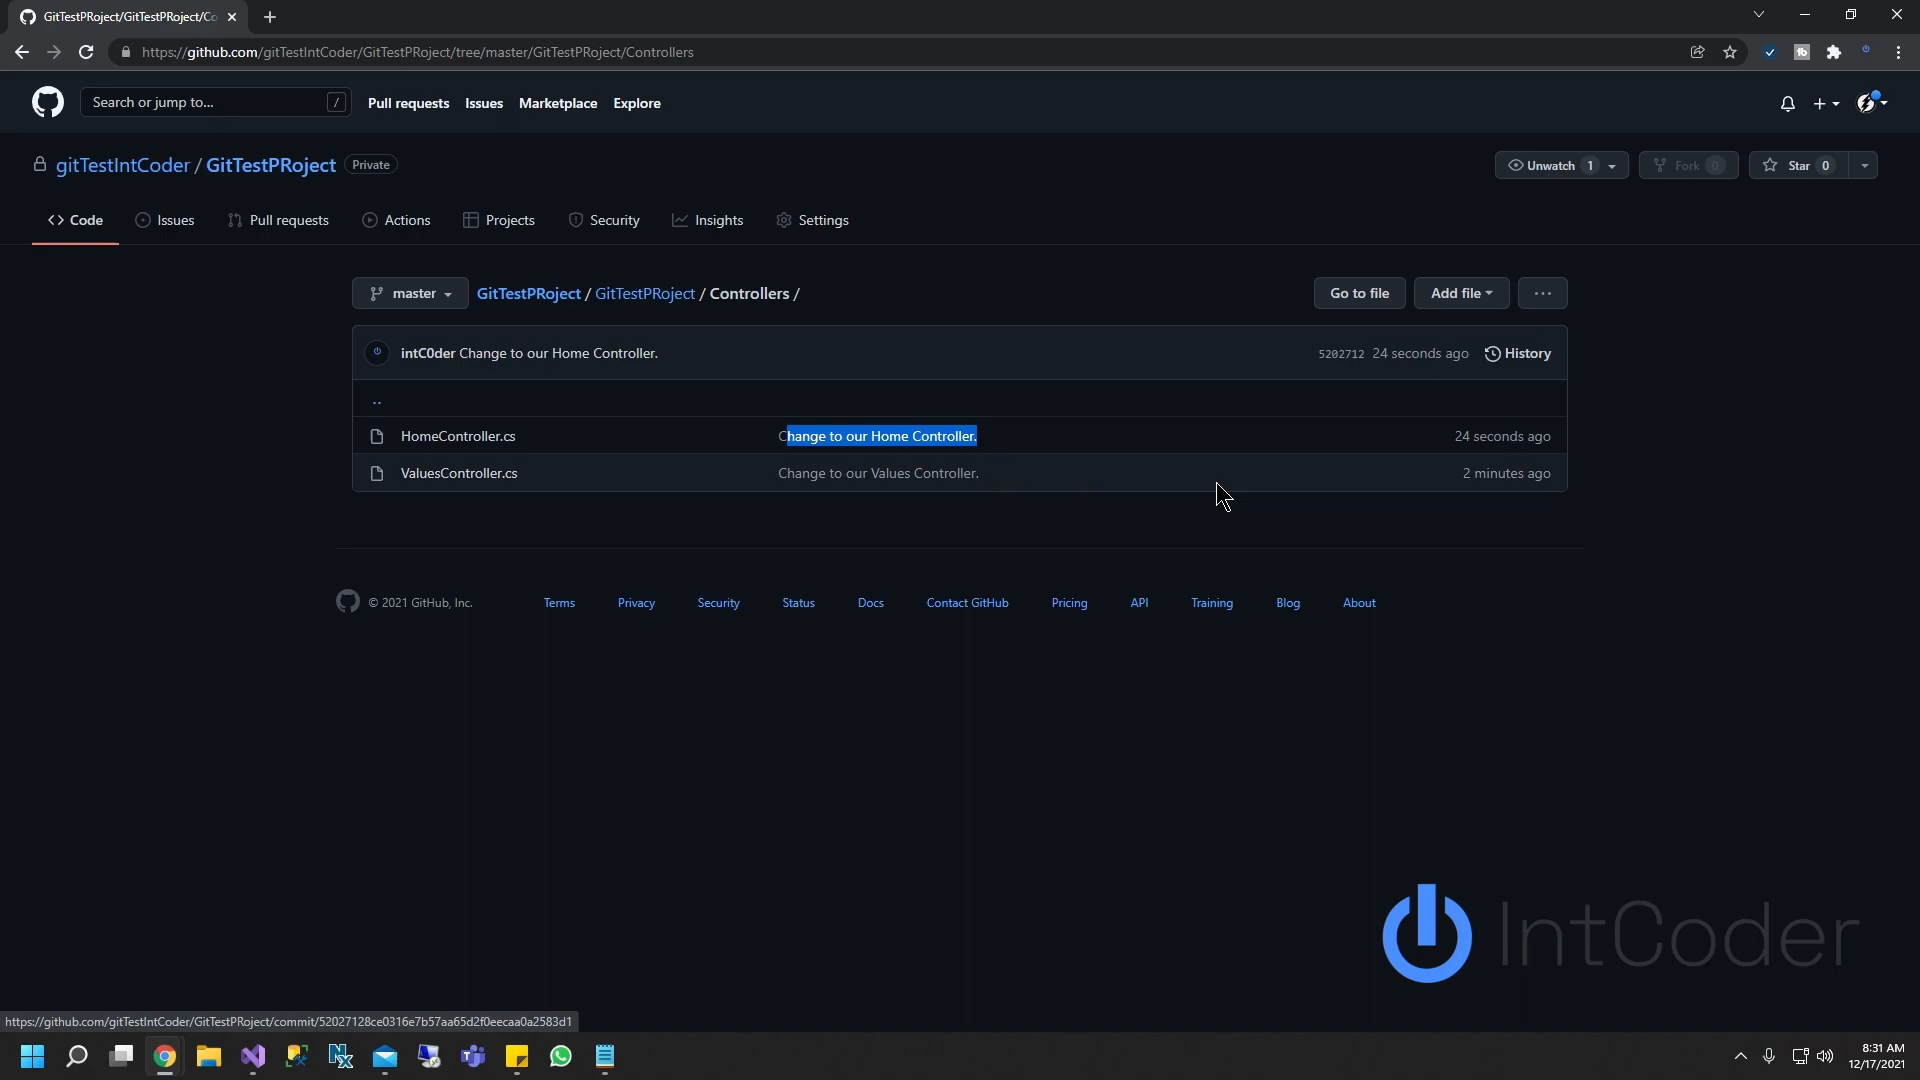 GitTestPRoject/GitTestPRoject/Co
https://github.com/gitTestIntCoder/GitTestPRoject/tree/master/GitTestPRoject/Controllers
Search or jump to...
/
Pull requests
Issues
Marketplace
Explore
gitTestIntCoder / GitTestPRoject
Private
Unwatch 1
Fork 0
Star 0
Code
Issues
Pull requests
Actions
Projects
Security
Insights
Settings
master
GitTestPRoject / GitTestPRoject / Controllers /
Go to file
Add file
...
intC0der Change to our Home Controller.
5202712 24 seconds ago
History
..
HomeController.cs
Change to our Home Controller.
24 seconds ago
ValuesController.cs
Change to our Values Controller.
2 minutes ago
© 2021 GitHub, Inc.
Terms
Privacy
Security
Status
Docs
Contact GitHub
Pricing
API
Training
Blog
About
IntCoder
https://github.com/gitTestIntCoder/GitTestPRoject/commit/52027128ce0316e7b57aa65d2f0eecaa0a2583d1
8:31 AM
12/17/2021